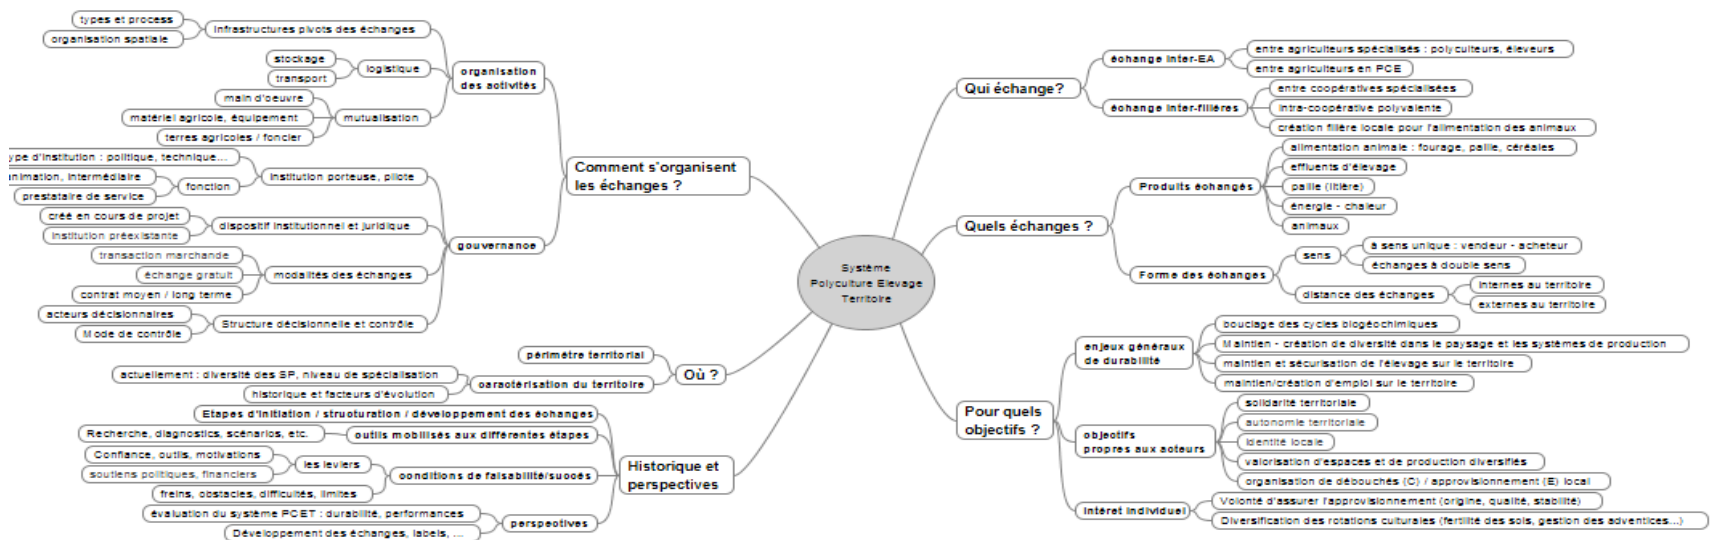 types et process
organisation spatiale
infrastructures pivots des échanges
stockage
transport
logistique
main d'oeuvre
matériel agricole, équipement
terres agricoles / foncier
mutualisation
organisation
des activités
ype d'institution : politique, technique...
animation, intermédiaire
prestataire de service
fonction
institution porteuse, pilote
créé en cours de projet
institution préexistante
dispositif institutionnel et juridique
transaction marchande
échange gratuit
contrat moyen / long terme
modalités des échanges
acteurs décisionnaires
Mode de contrôle
Structure décisionnelle et contrôle
gouvernance
Comment s'organisent
les échanges ?
périmètre territorial
actuellement : diversité des SP, niveau de spécialisation
historique et facteurs d'évolution
caractérisation du territoire
Où ?
Etapes d'initiation / structuration / développement des échanges
Recherche, diagnostics, scénarios, etc.
outils mobilisés aux différentes étapes
Confiance, outils, motivations
soutiens politiques, financiers
les leviers
freins, obstacles, difficultés, limites
conditions de faisabilité/succès
évaluation du système PCET : durabilité, performances
Développement des échanges, labels, ...
perspectives
Historique et
perspectives
Système
Polyculture Elevage
Territoire
Qui échange?
échange inter-EA
entre agriculteurs spécialisés : polyculteurs, éleveurs
entre agriculteurs en PCE
échange inter-filières
entre coopératives spécialisées
intra-coopérative polyvalente
création filière locale pour l'alimentation des animaux
Quels échanges ?
Produits échangés
alimentation animale : fourage, paille, céréales
effluents d'élevage
paille (litière)
énergie - chaleur
animaux
Forme des échanges
sens
à sens unique : vendeur - acheteur
échanges à double sens
distance des échanges
internes au territoire
externes au territoire
Pour quels
objectifs ?
enjeux généraux
de durabilité
bouclage des cycles biogéochimiques
Maintien - création de diversité dans le paysage et les systèmes de production
maintien et sécurisation de l'élevage sur le territoire
maintien/création d'emploi sur le territoire
objectifs
propres aux acteurs
solidarité territoriale
autonomie territoriale
identité locale
valorisation d'espaces et de production diversifiés
organisation de débouchés (C) / approvisionnement (E) local
intéret individuel
Volonté d'assurer l'approvisionnement (origine, qualité, stabilité)
Diversification des rotations culturales (fertilité des sols, gestion des adventices...)